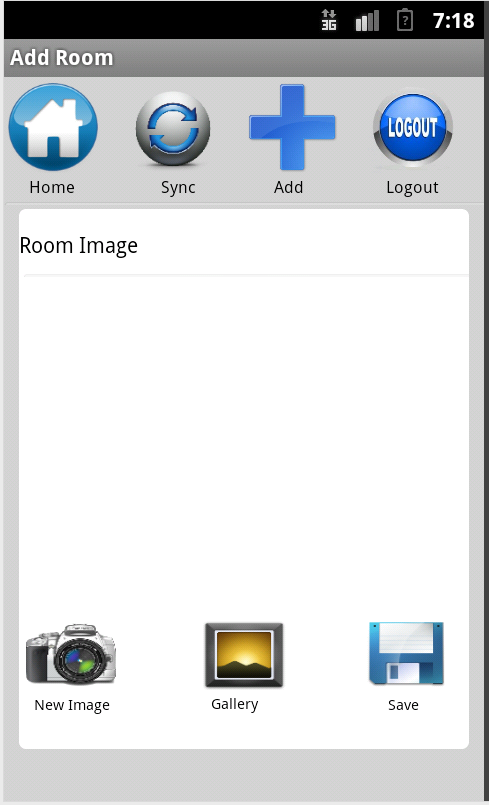 3G ? 7:18
Add Room
LOGOUT
Home Sync Add Logout
Room Image
New Image Gallery Save